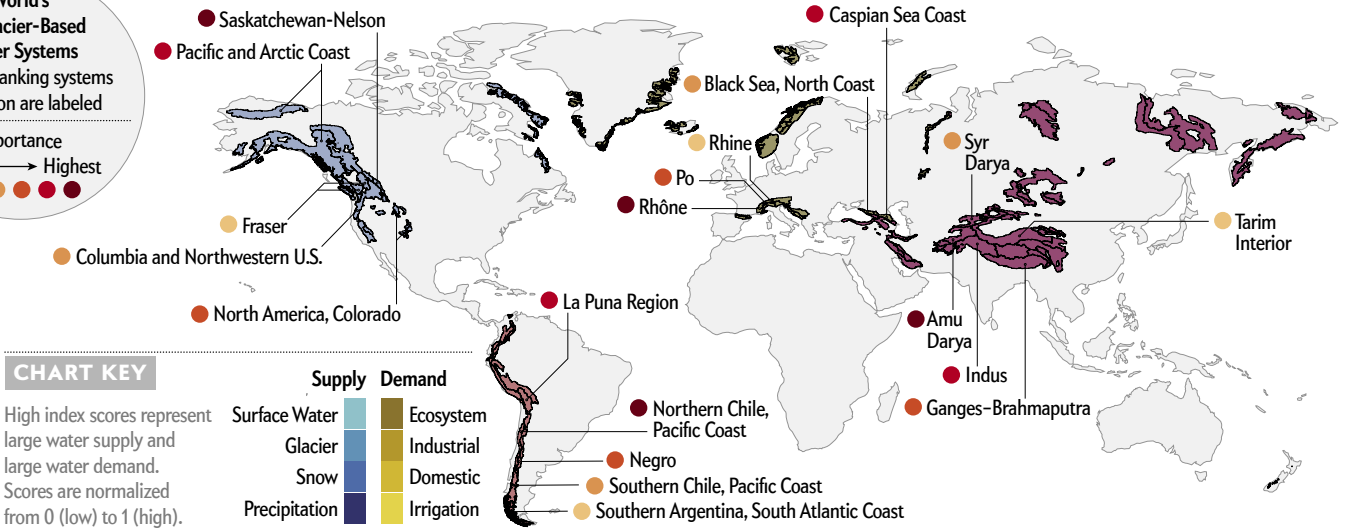 World's
cier-Based
er Systems
anking systems
on are labeled
portance
Highest
Saskatchewan-Nelson
Pacific and Arctic Coast
Fraser
Columbia and Northwestern U.S.
North America, Colorado
Caspian Sea Coast
Black Sea, North Coast
Rhine
Po
Rhône
Syr
Darya
Tarim
Interior
Amu
Darya
Indus
Ganges–Brahmaputra
La Puna Region
Northern Chile,
Pacific Coast
Negro
Southern Chile, Pacific Coast
Southern Argentina, South Atlantic Coast
CHART KEY
High index scores represent
large water supply and
large water demand.
Scores are normalized
from 0 (low) to 1 (high).
Supply Demand
Surface Water Ecosystem
Glacier Industrial
Snow Domestic
Precipitation Irrigation